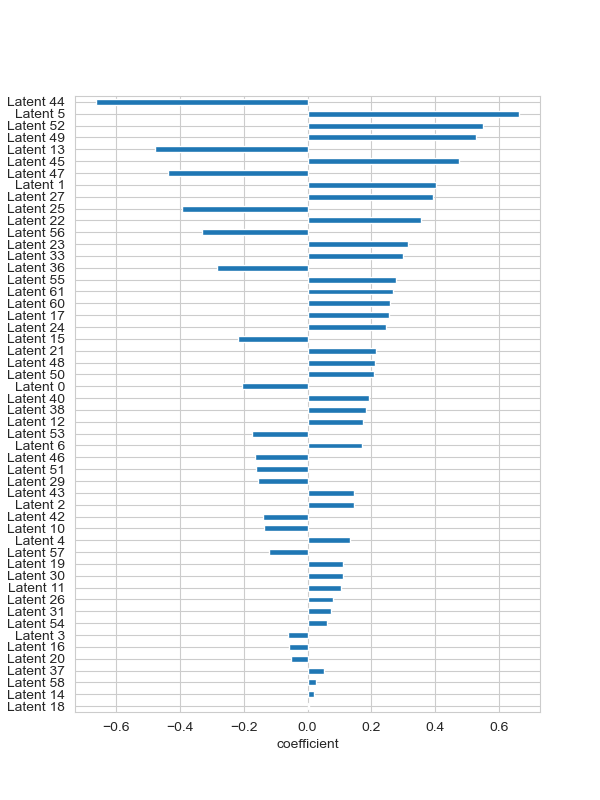 Latent 44
Latent 5
Latent 52
Latent 49
Latent 13
Latent 45
Latent 47
Latent 1
Latent 27
Latent 25
Latent 22
Latent 56
Latent 23
Latent 33
Latent 36
Latent 55
Latent 61
Latent 60
Latent 17
Latent 24
Latent 15
Latent 21
Latent 48
Latent 50
Latent 0
Latent 40
Latent 38
Latent 12
Latent 53
Latent 6
Latent 46
Latent 51
Latent 29
Latent 43
Latent 2
Latent 42
Latent 10
Latent 4
Latent 57
Latent 19
Latent 30
Latent 11
Latent 26
Latent 31
Latent 54
Latent 3
Latent 16
Latent 20
Latent 37
Latent 58
Latent 14
Latent 18
−0.6 −0.4 −0.2 0.0 0.2 0.4 0.6
coefficient